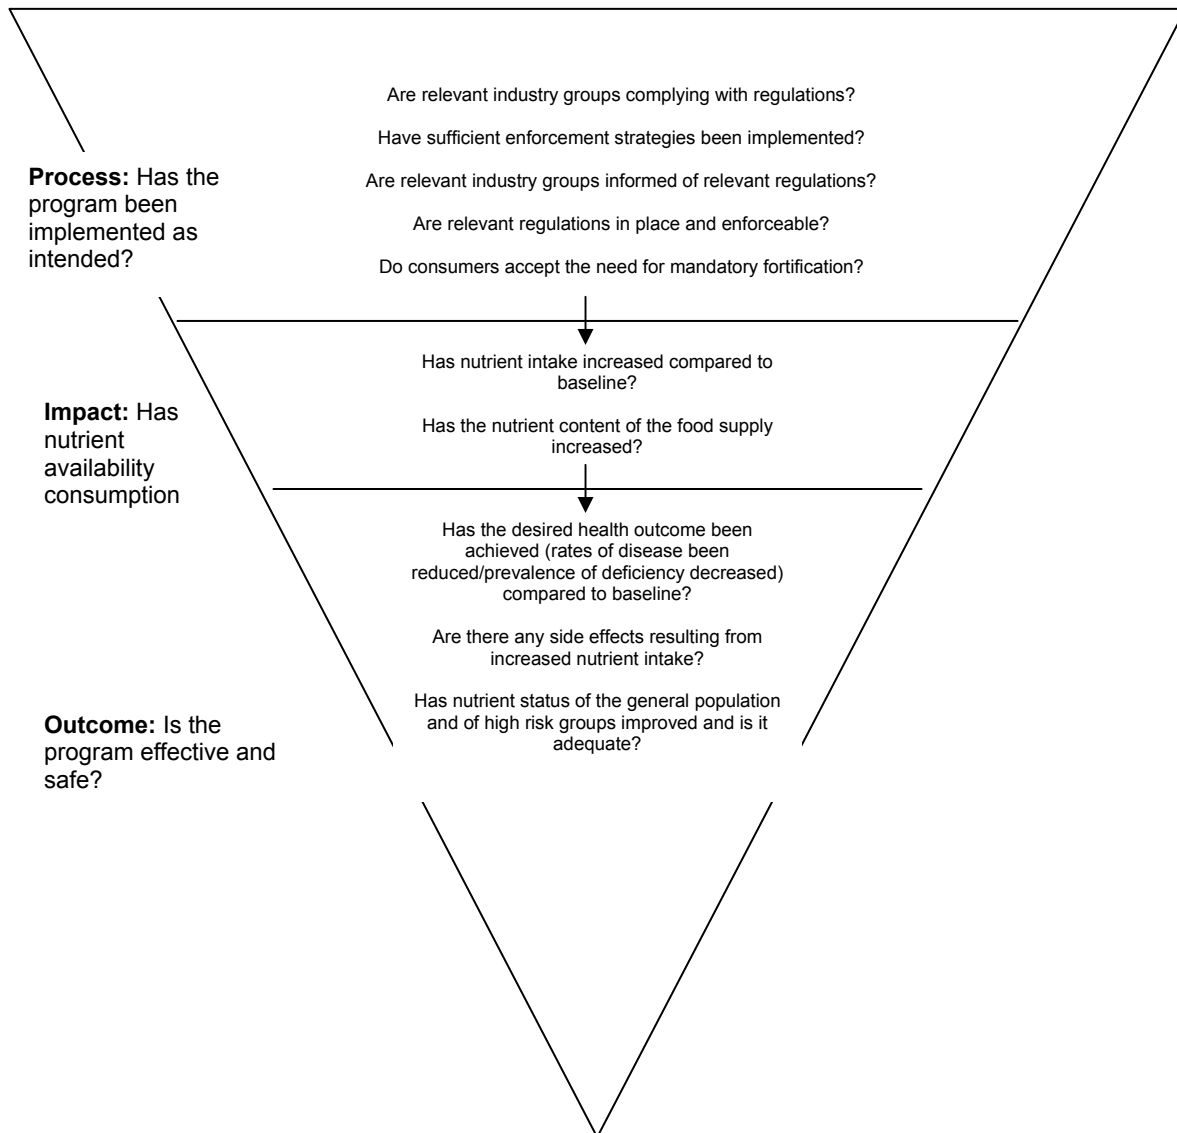 Are relevant industry groups complying with regulations?
Have sufficient enforcement strategies been implemented?
Are relevant industry groups informed of relevant regulations?
Are relevant regulations in place and enforceable?
Do consumers accept the need for mandatory fortification?
Process: Has the
program been
implemented as
intended?
Has nutrient intake increased compared to
baseline?
Has the nutrient content of the food supply
increased?
Impact: Has
nutrient
availability
consumption
Has the desired health outcome been
achieved (rates of disease been
reduced/prevalence of deficiency decreased)
compared to baseline?
Are there any side effects resulting from
increased nutrient intake?
Has nutrient status of the general population
and of high risk groups improved and is it
adequate?
Outcome: Is the
program effective and
safe?